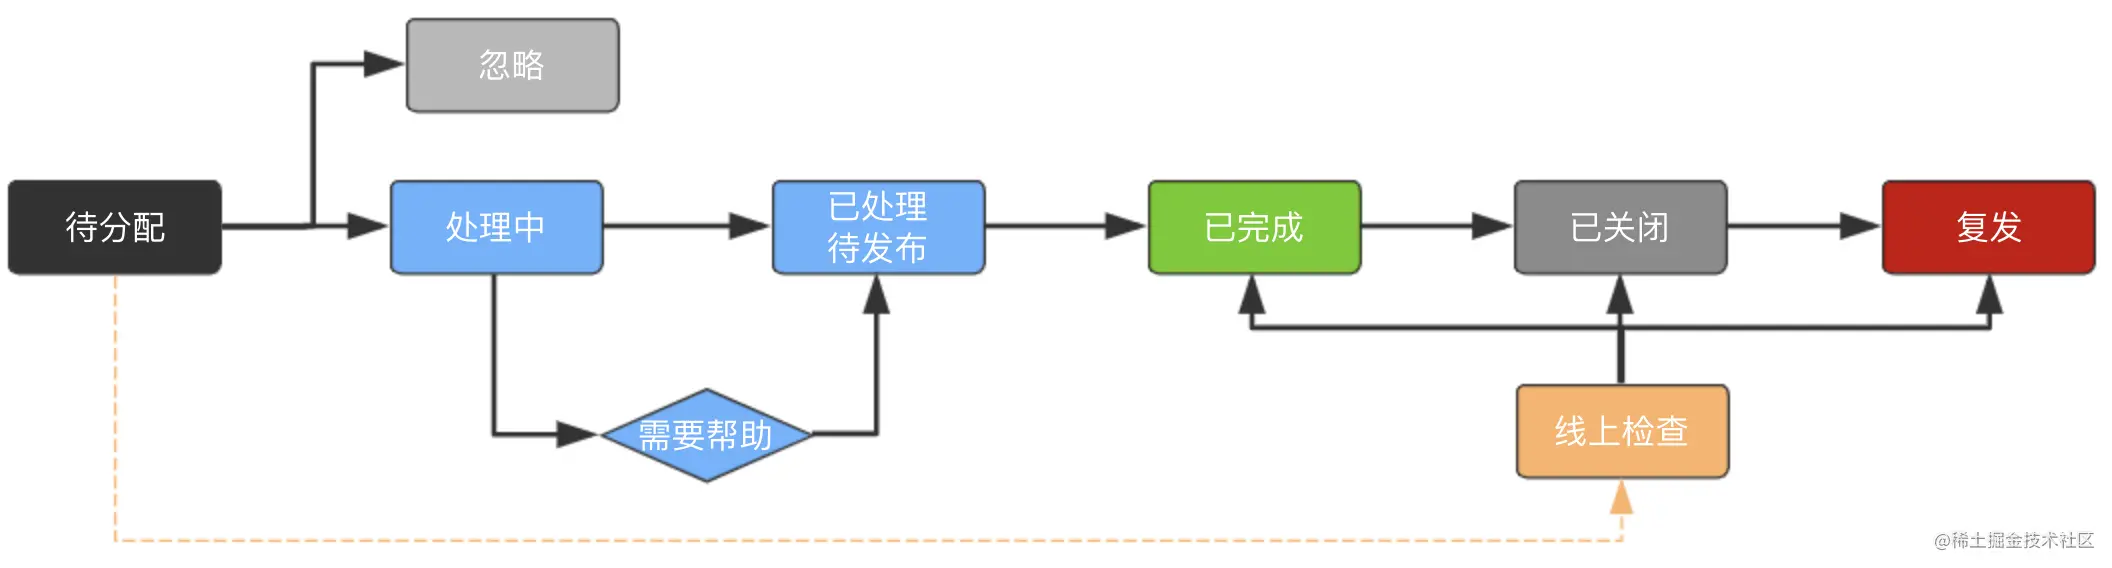 忽略
待分配
处理中
已处理
待发布
已完成
已关闭
复发
需要帮助
线上检查
@稀土掘金技术社区